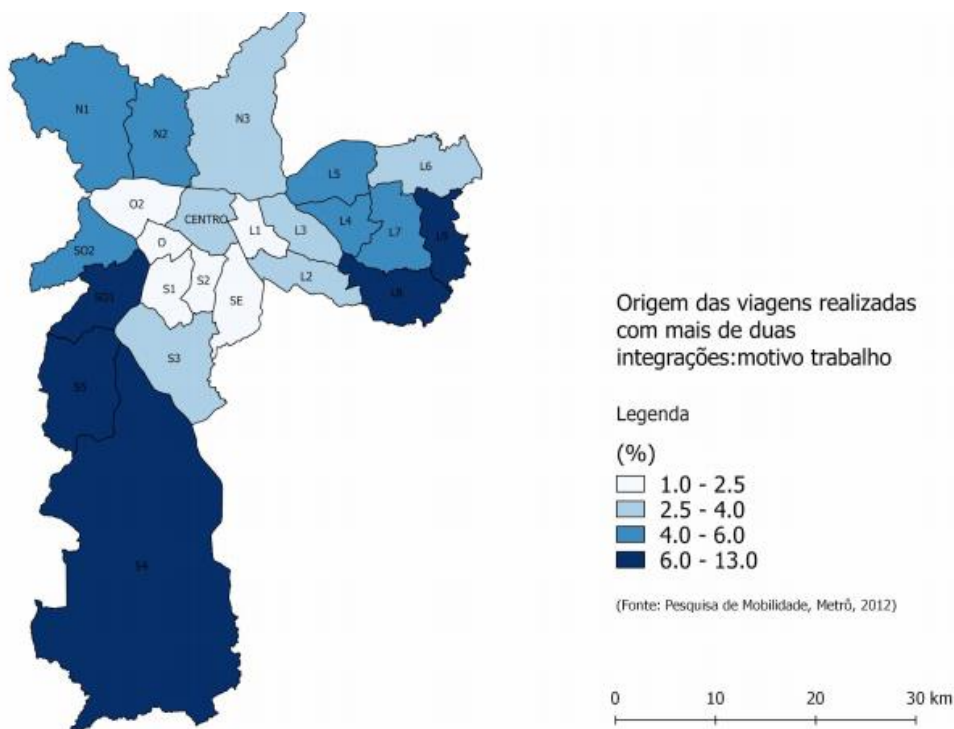 N1
N2
N3
L5
L6
O2
CENTRO
L1
L3
L4
L7
L9
SO2
O
S1
S2
SE
L2
L8
SO1
S3
S5
S4
Origem das viagens realizadas
com mais de duas
integrações:motivo trabalho
Legenda
(%)
1.0 - 2.5
2.5 - 4.0
4.0 - 6.0
6.0 - 13.0
(Fonte: Pesquisa de Mobilidade, Metrô, 2012)
0 10 20 30 km